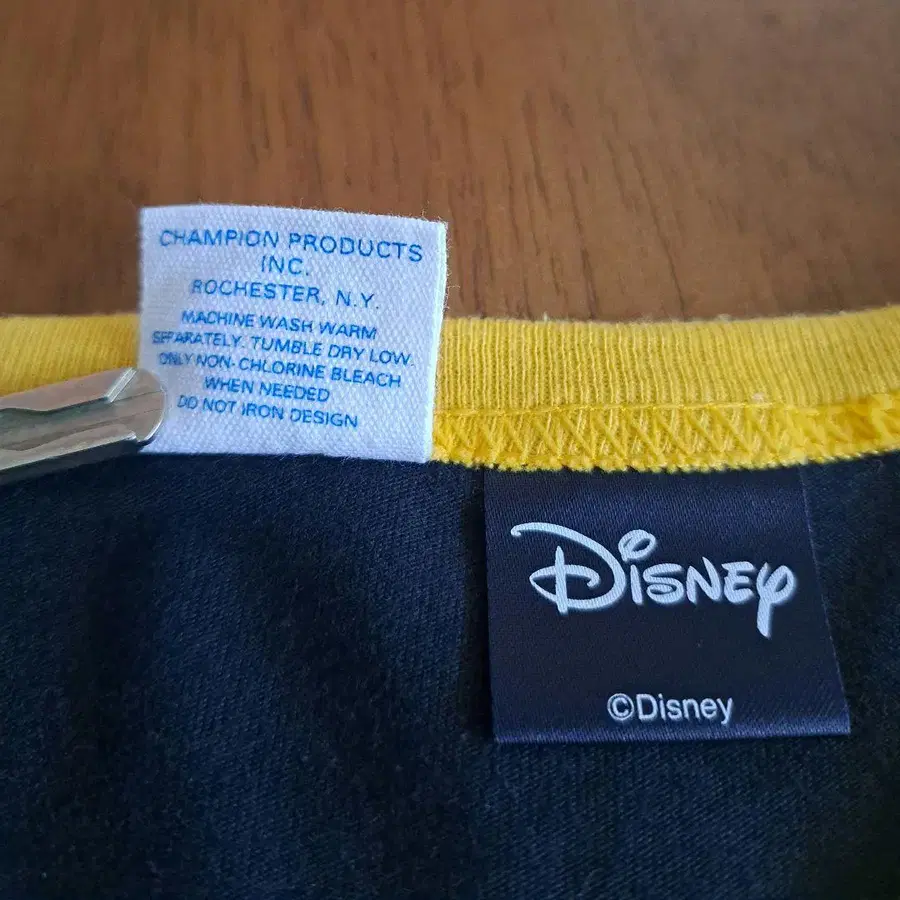 CHAMPION PRODUCTS
INC.
ROCHESTER, N.Y.
MACHINE WASH WARM
SEPARATELY. TUMBLE DRY LOW.
ONLY NON-CHLORINE BLEACH
WHEN NEEDED
DO NOT IRON DESIGN
Disney
©Disney